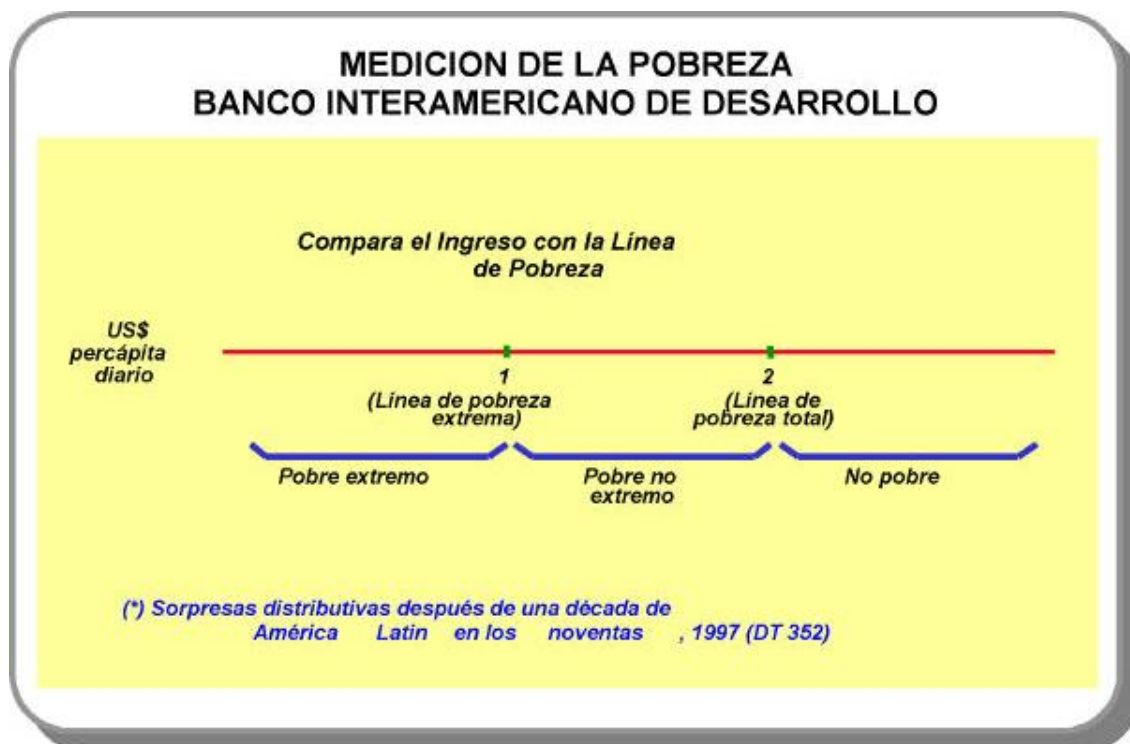 MEDICION DE LA POBREZA
BANCO INTERAMERICANO DE DESARROLLO
Compara el Ingreso con la Línea
de Pobreza
US$
percápita
diario
1
(Línea de pobreza
extrema)
2
(Línea de
pobreza total)
Pobre extremo
Pobre no
extremo
No pobre
(*) Sorpresas distributivas después de una década de
América Latin en los noventas , 1997 (DT 352)